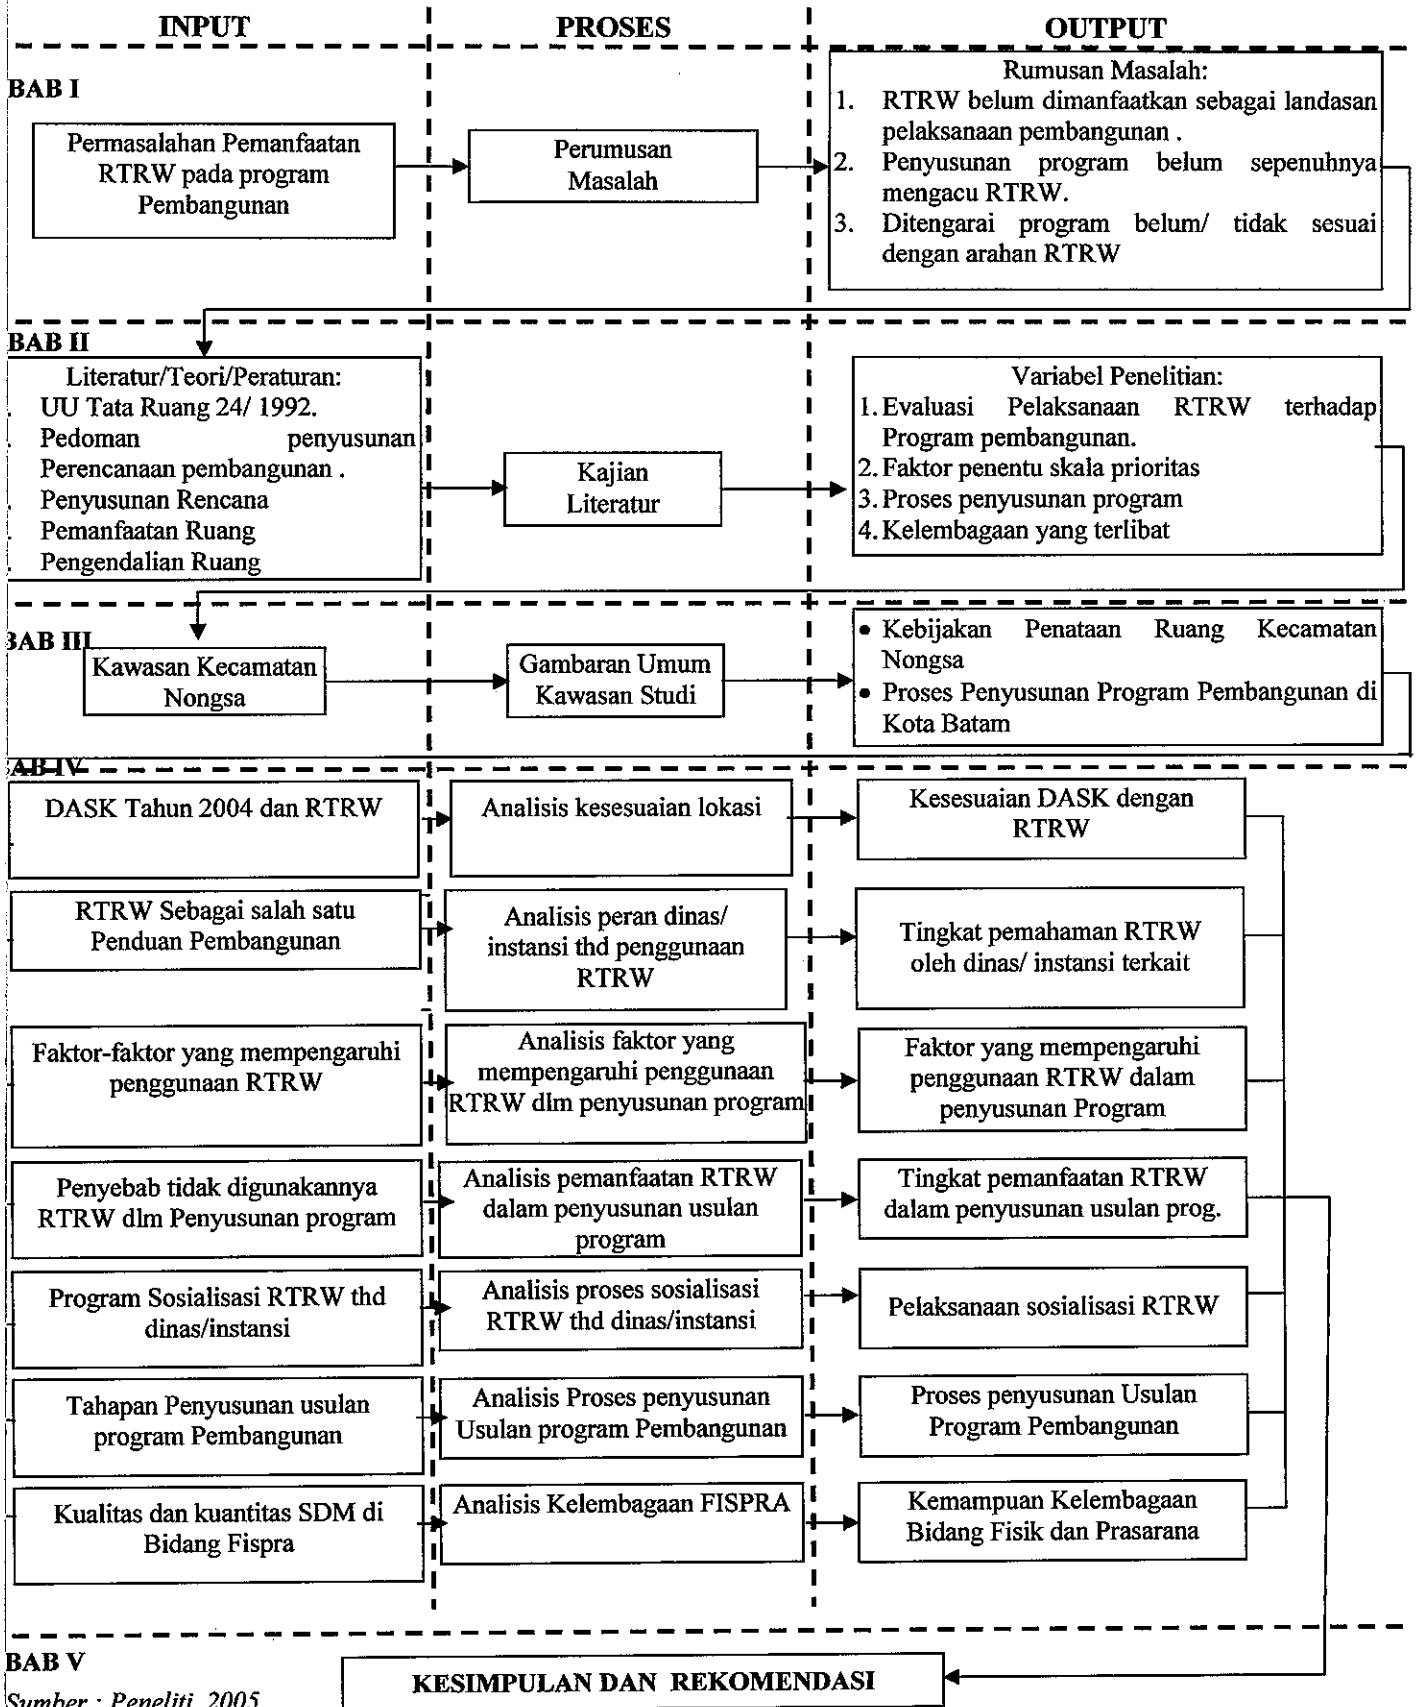 INPUT PROSES OUTPUT
BAB I
Permasalahan Pemanfaatan
RTRW pada program
Pembangunan
Perumusan
Masalah
Rumusan Masalah:
1. RTRW belum dimanfaatkan sebagai landasan
pelaksanaan pembangunan .
2. Penyusunan program belum sepenuhnya
mengacu RTRW.
3. Ditengarai program belum/ tidak sesuai
dengan arahan RTRW
BAB II
Literatur/Teori/Peraturan:
. UU Tata Ruang 24/ 1992.
. Pedoman penyusunan
Perencanaan pembangunan .
. Penyusunan Rencana
. Pemanfaatan Ruang
. Pengendalian Ruang
Kajian
Literatur
Variabel Penelitian:
1. Evaluasi Pelaksanaan RTRW terhadap
Program pembangunan.
2. Faktor penentu skala prioritas
3. Proses penyusunan program
4. Kelembagaan yang terlibat
BAB III
Kawasan Kecamatan
Nongsa
Gambaran Umum
Kawasan Studi
• Kebijakan Penataan Ruang Kecamatan
Nongsa
• Proses Penyusunan Program Pembangunan di
Kota Batam
AB IV
DASK Tahun 2004 dan RTRW
Analisis kesesuaian lokasi
Kesesuaian DASK dengan
RTRW
RTRW Sebagai salah satu
Penduan Pembangunan
Analisis peran dinas/
instansi thd penggunaan
RTRW
Tingkat pemahaman RTRW
oleh dinas/ instansi terkait
Faktor-faktor yang mempengaruhi
penggunaan RTRW
Analisis faktor yang
mempengaruhi penggunaan
RTRW dlm penyusunan program
Faktor yang mempengaruhi
penggunaan RTRW dalam
penyusunan Program
Penyebab tidak digunakannya
RTRW dlm Penyusunan program
Analisis pemanfaatan RTRW
dalam penyusunan usulan
program
Tingkat pemanfaatan RTRW
dalam penyusunan usulan prog.
Program Sosialisasi RTRW thd
dinas/instansi
Analisis proses sosialisasi
RTRW thd dinas/instansi
Pelaksanaan sosialisasi RTRW
Tahapan Penyusunan usulan
program Pembangunan
Analisis Proses penyusunan
Usulan program Pembangunan
Proses penyusunan Usulan
Program Pembangunan
Kualitas dan kuantitas SDM di
Bidang Fispra
Analisis Kelembagaan FISPRA
Kemampuan Kelembagaan
Bidang Fisik dan Prasarana
BAB V
KESIMPULAN DAN REKOMENDASI
Sumber : Peneliti, 2005